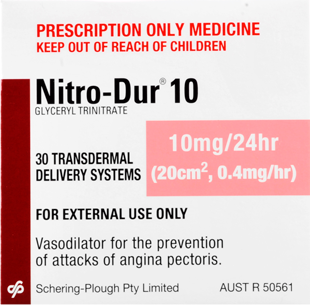 PRESCRIPTION ONLY MEDICINE
KEEP OUT OF REACH OF CHILDREN
Nitro-Dur® 10
GLYCERYL TRINITRATE
10mg/24hr
(20cm², 0.4mg/hr)
30 TRANSDERMAL
DELIVERY SYSTEMS
FOR EXTERNAL USE ONLY
Vasodilator for the prevention
of attacks of angina pectoris.
Schering-Plough Pty Limited AUST R 50561